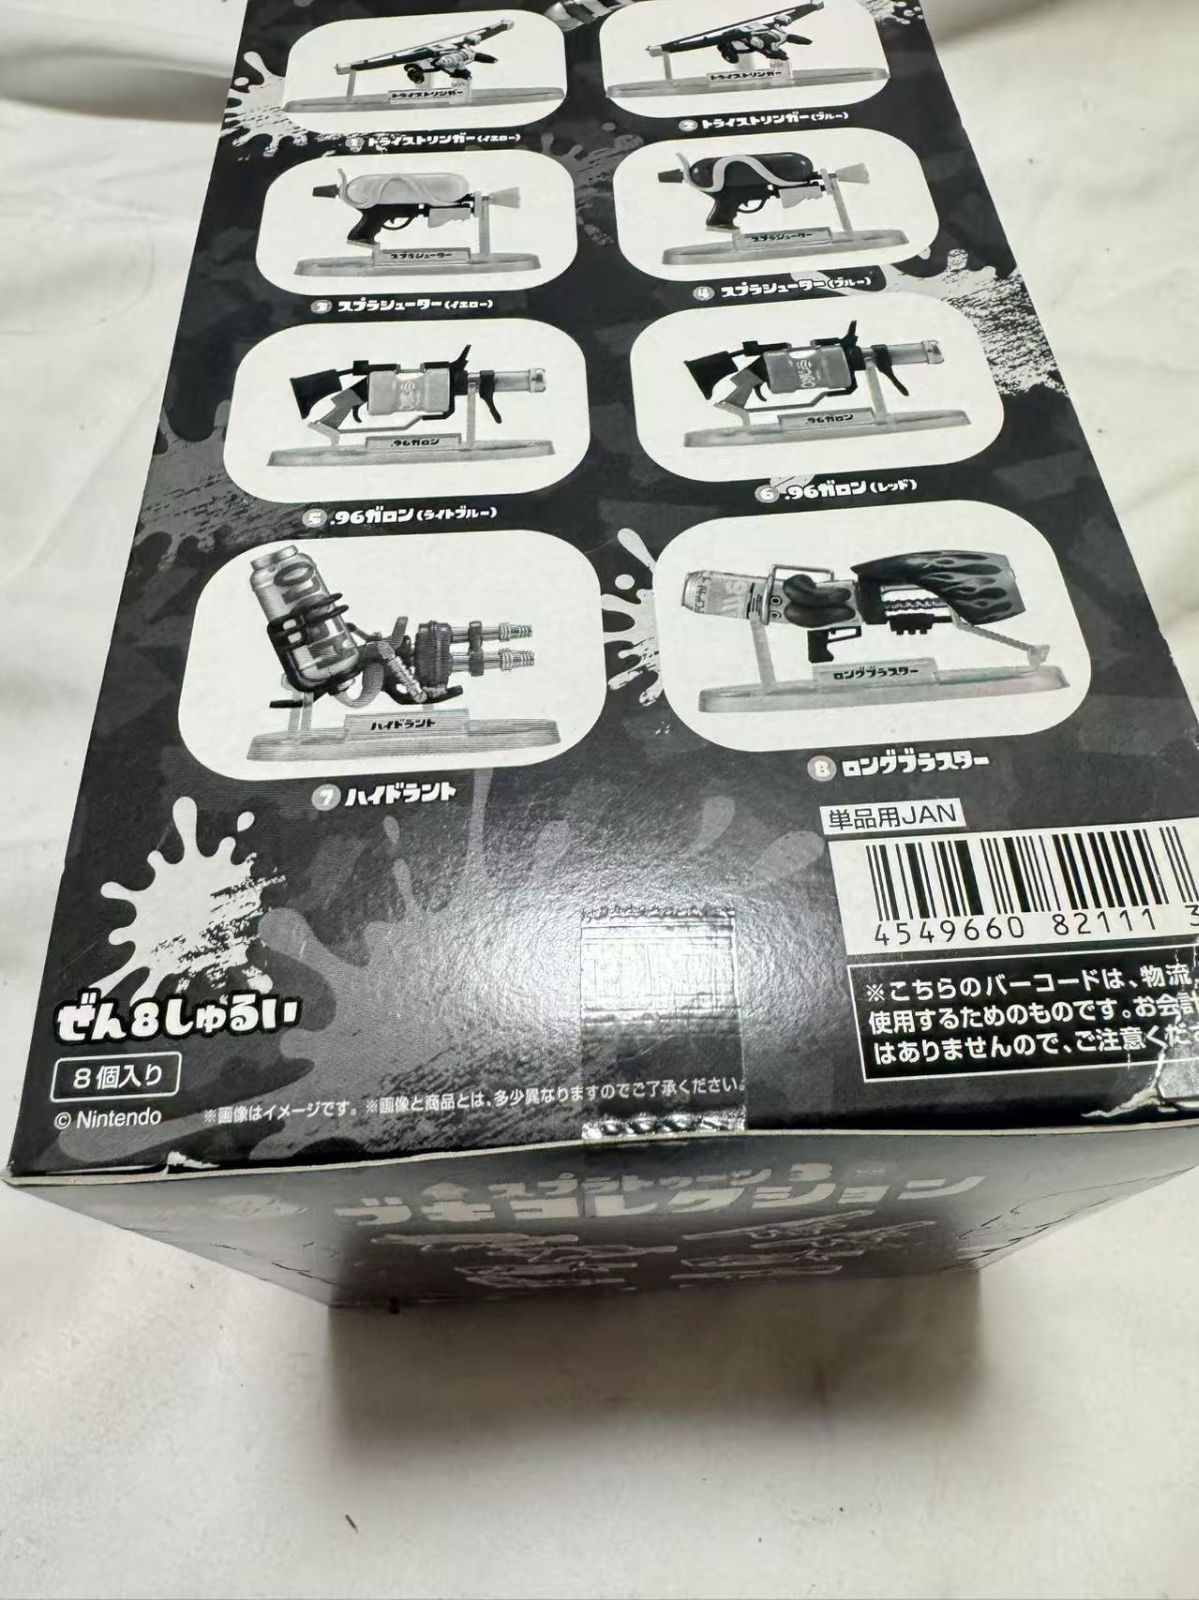 トライストリンガー
トライストリンガー
1 トライストリンガー(イエロー)
2 トライストリンガー(ブルー)
スプラシューター
スプラシューター
3 スプラシューター(イエロー)
4 スプラシューター(ブルー)
.96ガロン
.96ガロン
5 .96ガロン(ライトブルー)
6 .96ガロン(レッド)
ハイドラント
ロングブラスター
7 ハイドラント
8 ロングブラスター
単品用JAN
4549660 82111 3
※こちらのバーコードは、物流
使用するためのものです。お会計
はありませんので、ご注意くださ
ぜん8しゅるい
8個入り
© Nintendo
※画像はイメージです。※画像と商品とは、多少異なりますのでご了承ください。
スプラトゥーン3
ブキコレクション